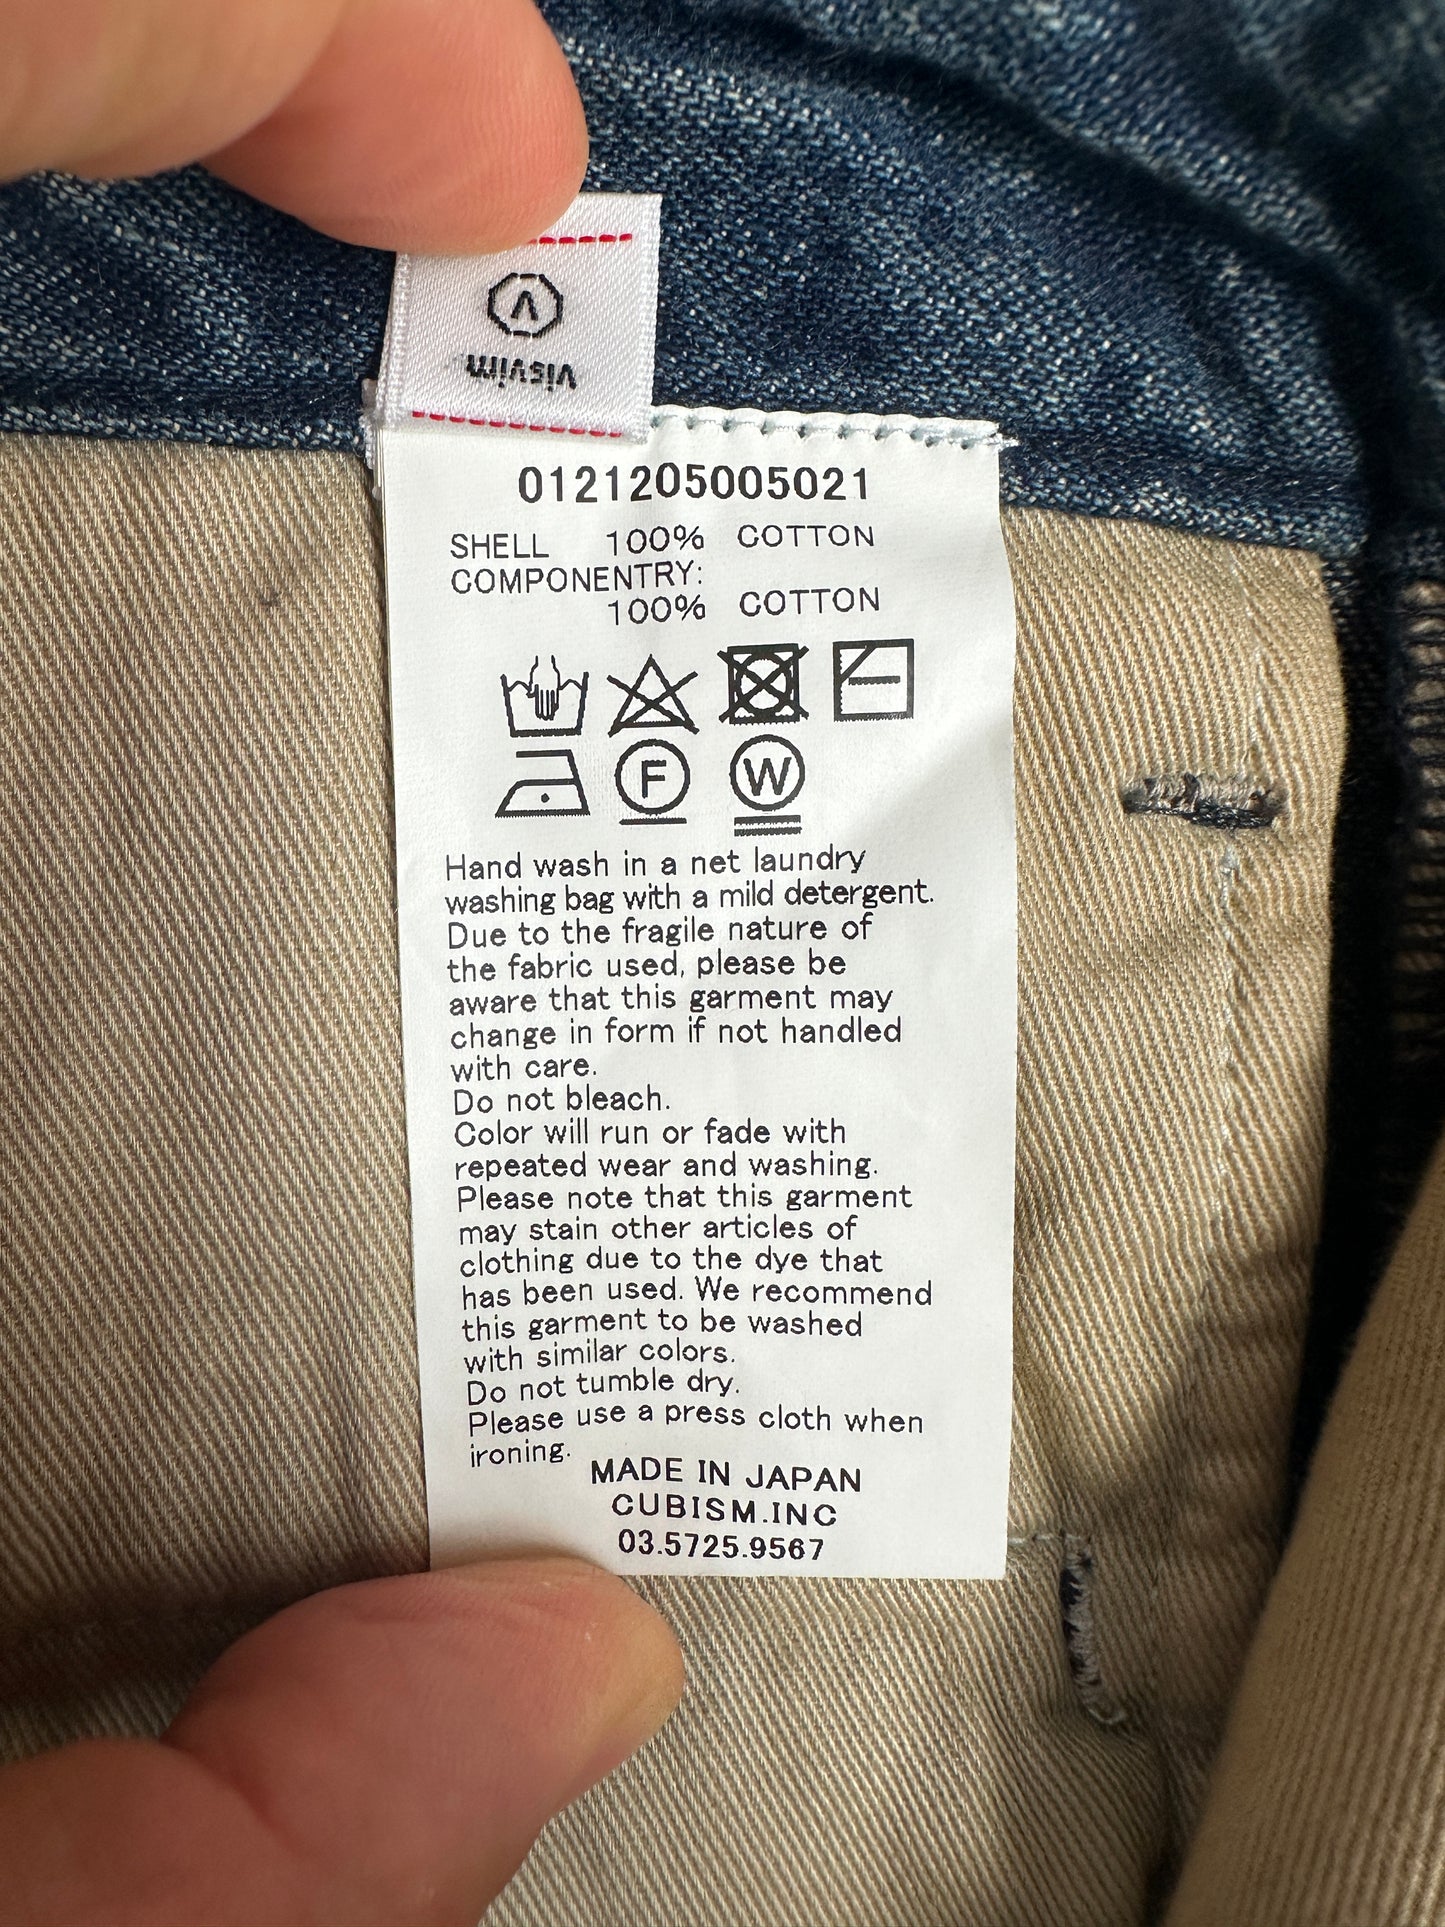 visvim
0121205005021
SHELL 100% COTTON
COMPONENTRY:
100% COTTON
F W
Hand wash in a net laundry
washing bag with a mild detergent.
Due to the fragile nature of
the fabric used, please be
aware that this garment may
change in form if not handled
with care.
Do not bleach.
Color will run or fade with
repeated wear and washing.
Please note that this garment
may stain other articles of
clothing due to the dye that
has been used. We recommend
this garment to be washed
with similar colors.
Do not tumble dry.
Please use a press cloth when
ironing.
MADE IN JAPAN
CUBISM.INC
03.5725.9567